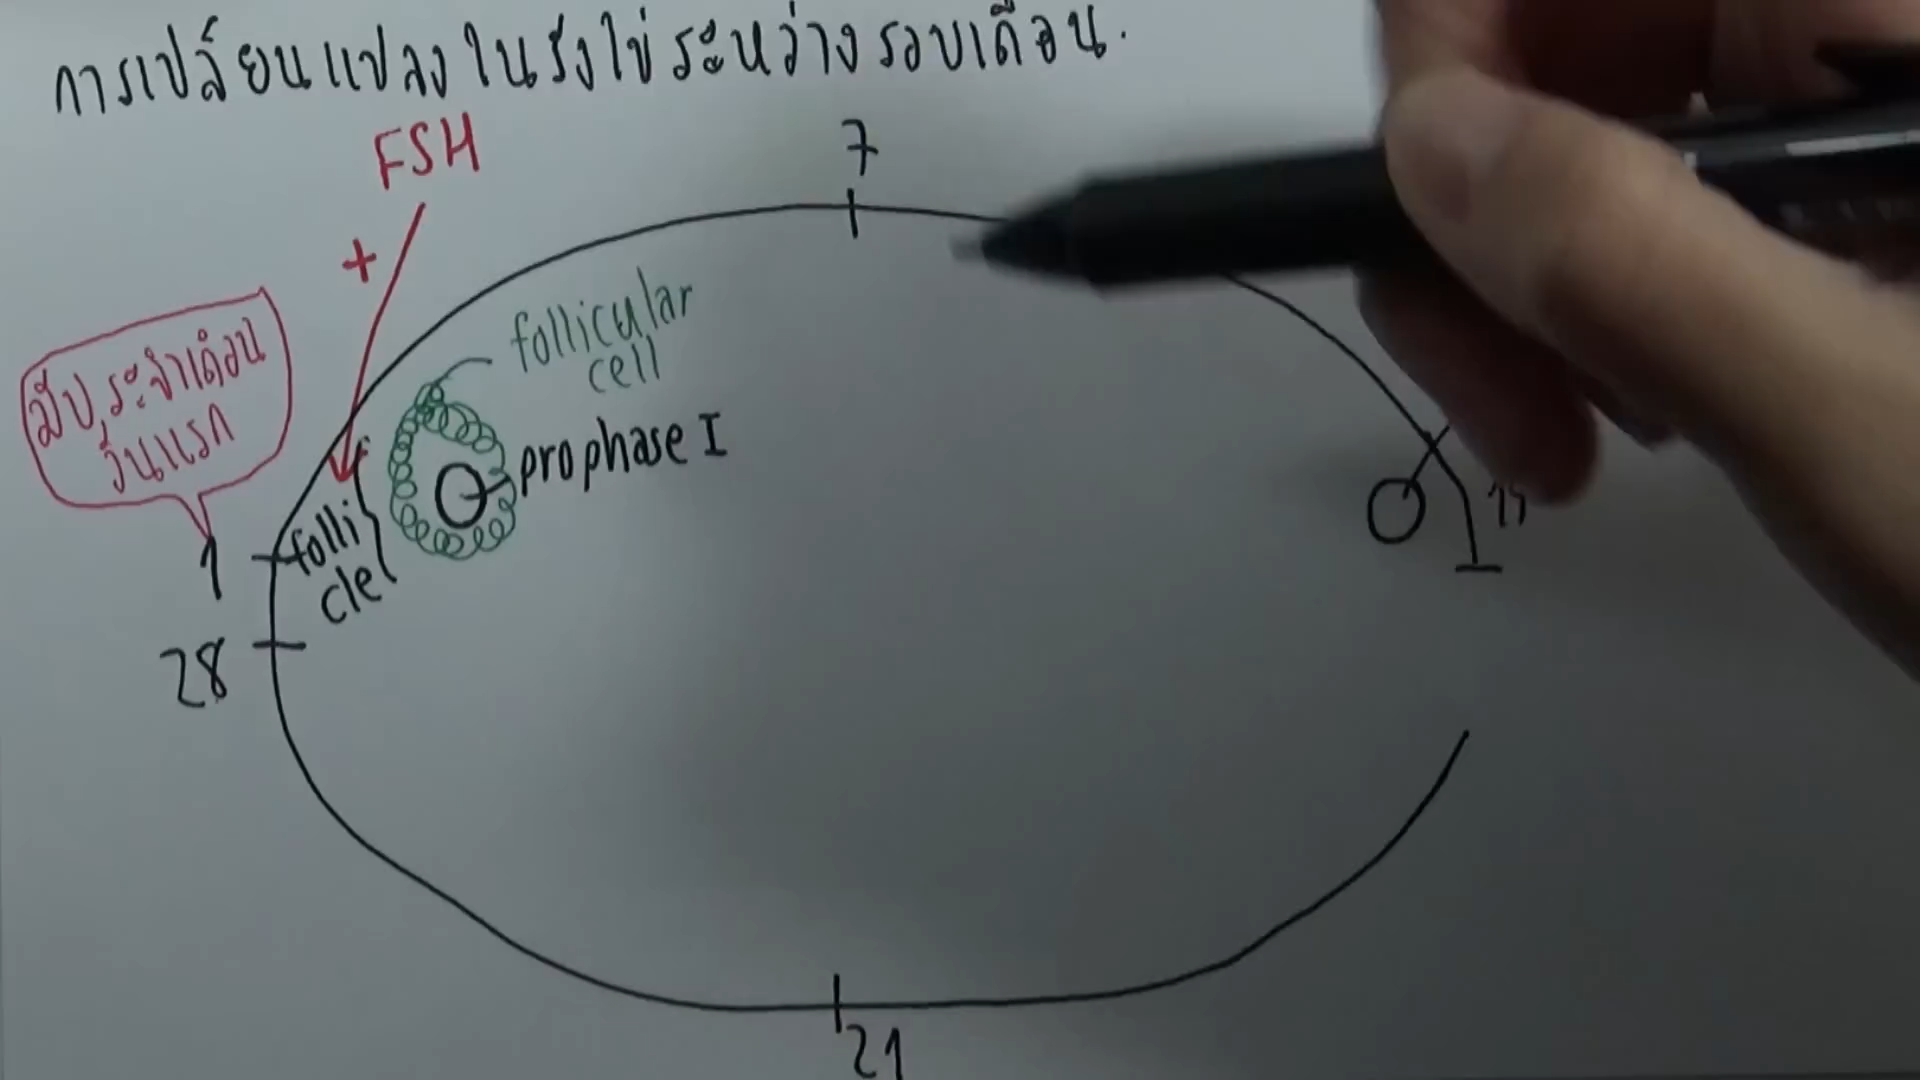 การเปลี่ยนแปลงในรังไข่ระหว่างรอบเดือน.
FSH
+
7
มีประจำเดือน
วันแรก
follicular
cell
prophase I
folli
cle
1
28
21